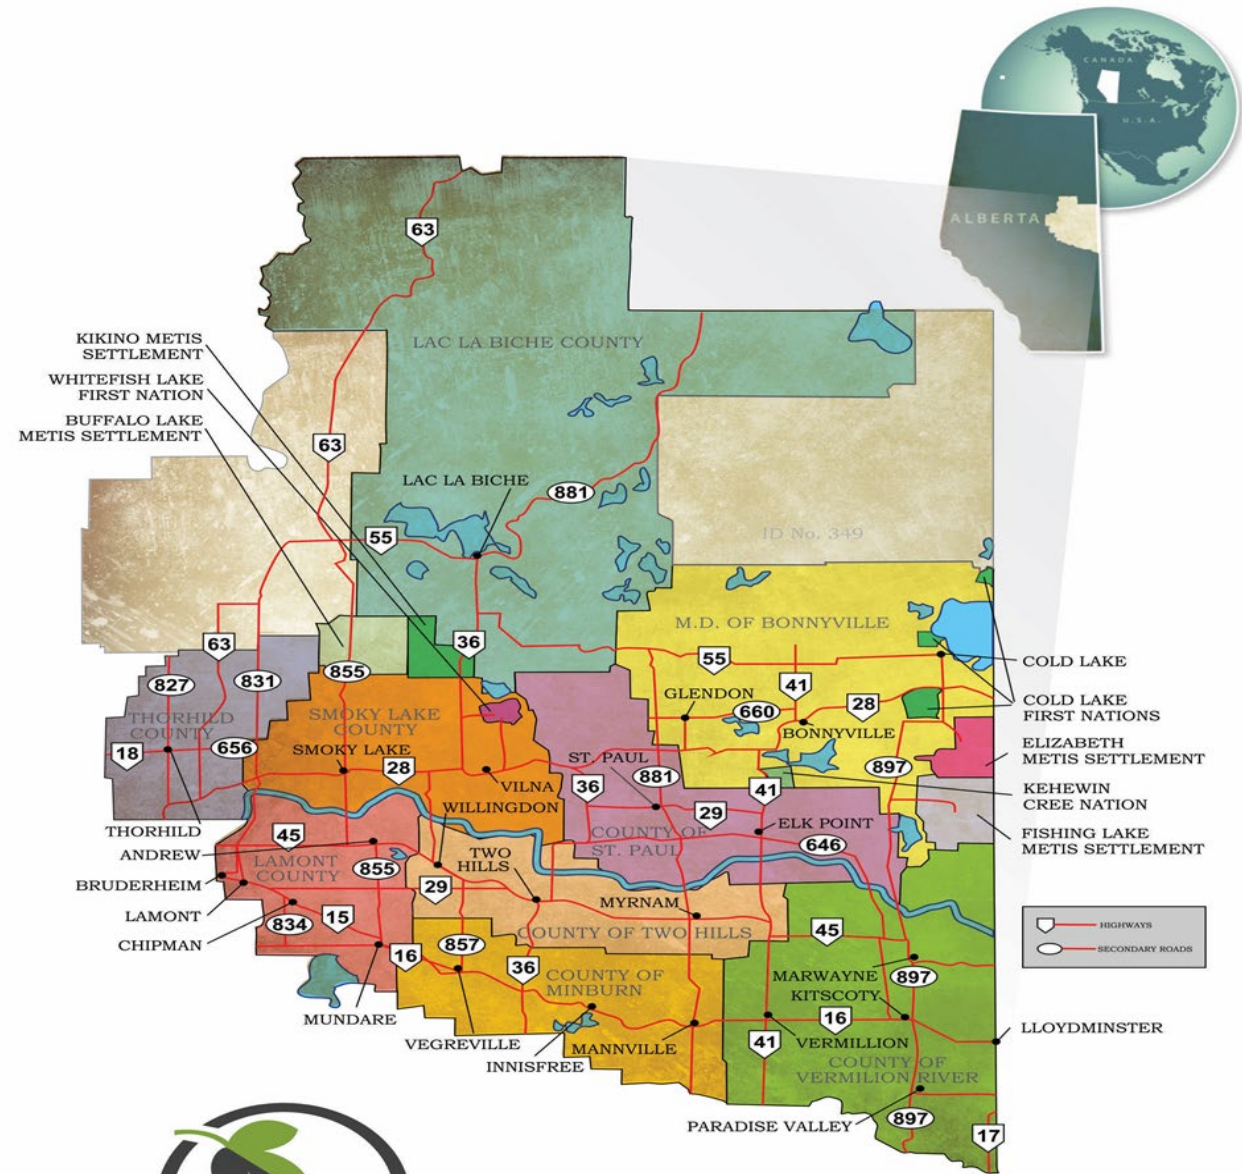 CANADA
U.S.A.
ALBERTA
63
LAC LA BICHE COUNTY
KIKINO METIS
SETTLEMENT
WHITEFISH LAKE
FIRST NATION
BUFFALO LAKE
METIS SETTLEMENT
63
LAC LA BICHE
881
55
ID No. 349
M.D. OF BONNYVILLE
63
36
55
COLD LAKE
827
831
855
41
GLENDON
660
28
COLD LAKE
FIRST NATIONS
THORHILD
COUNTY
SMOKY LAKE
COUNTY
BONNYVILLE
18
656
SMOKY LAKE
28
ST. PAUL
881
897
ELIZABETH
METIS SETTLEMENT
VILNA
36
41
KEHEWIN
CREE NATION
WILLINGDON
29
ELK POINT
THORHILD
45
COUNTY OF
ST. PAUL
646
FISHING LAKE
METIS SETTLEMENT
ANDREW
LAMONT
COUNTY
855
TWO
HILLS
BRUDERHEIM
29
MYRNAM
LAMONT
15
834
CHIPMAN
COUNTY OF TWO HILLS
45
HIGHWAYS
SECONDARY ROADS
16
857
36
COUNTY OF
MINBURN
MARWAYNE
897
KITSCOTY
MUNDARE
16
LLOYDMINSTER
VEGREVILLE
INNISFREE
MANNVILLE
41
VERMILLION
COUNTY OF
VERMILION RIVER
PARADISE VALLEY
897
17